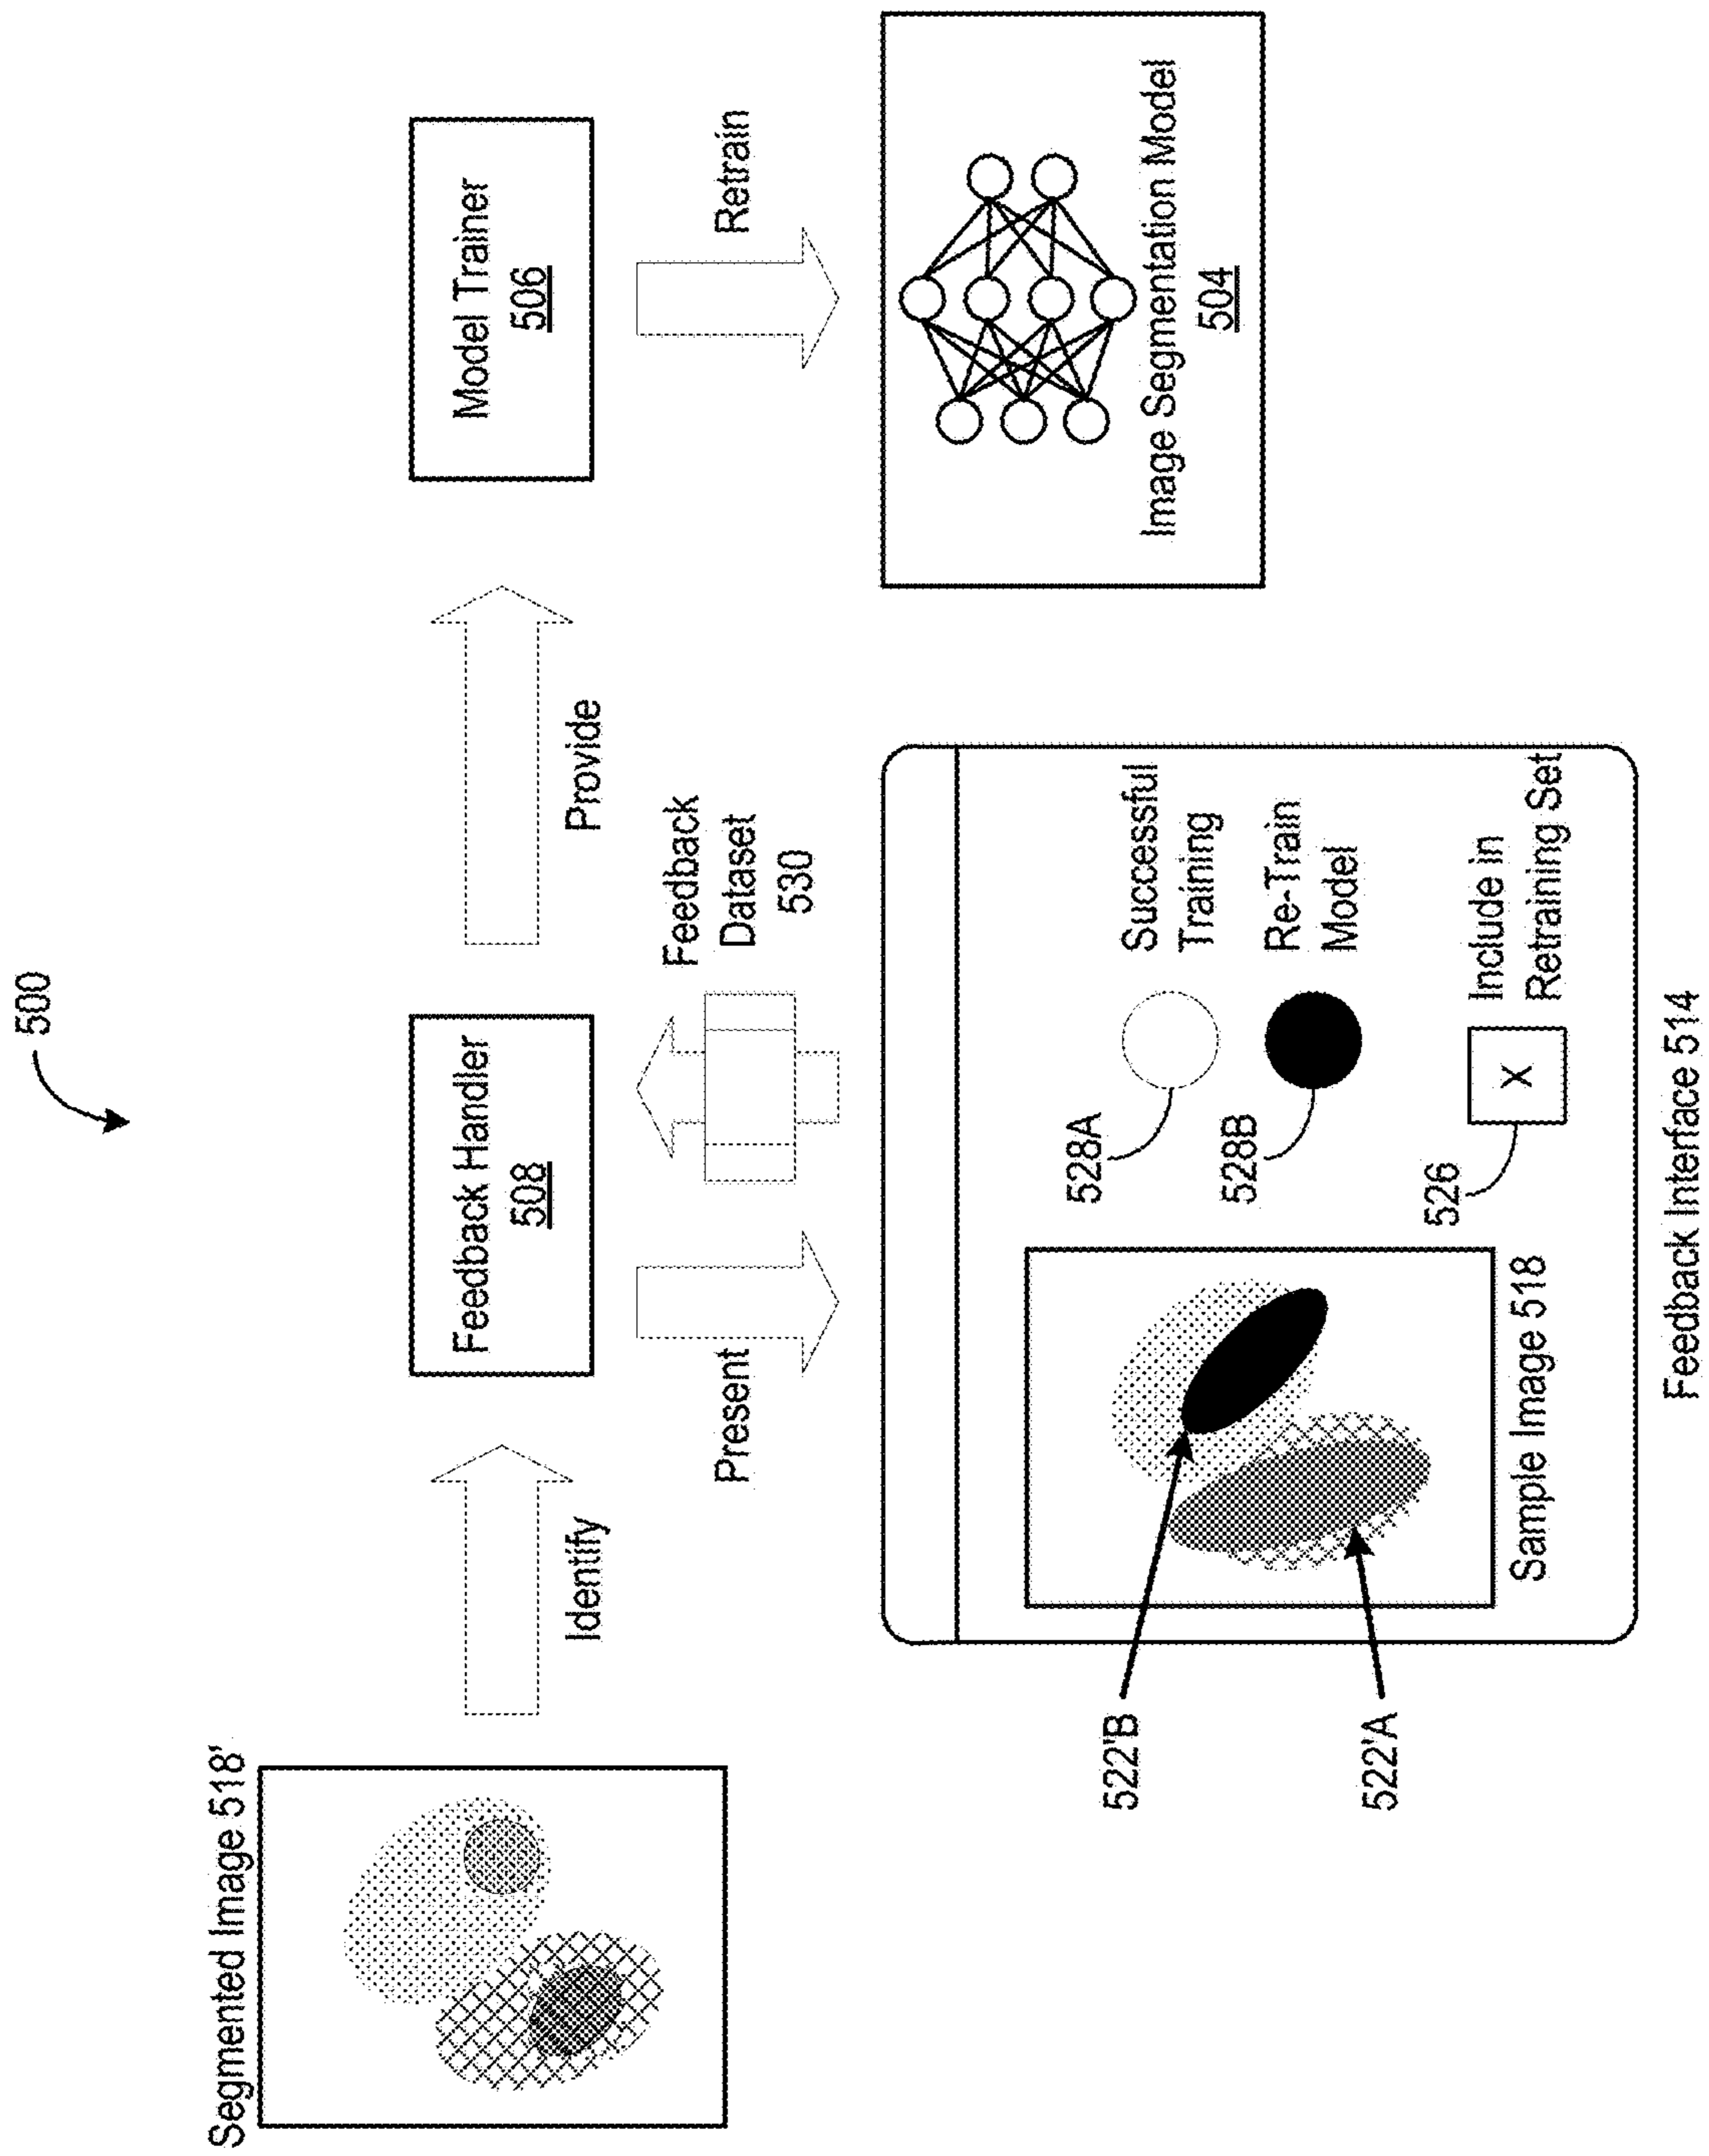 500
Segmented Image 518'
Identify
Feedback Handler
508
Provide
Model Trainer
506
Present
Feedback
Dataset
530
Retrain
522'B
522'A
Sample Image 518
528A
Successful
Training
528B
Re-Train
Model
526
X
Include in
Retraining Set
Feedback Interface 514
Image Segmentation Model
504